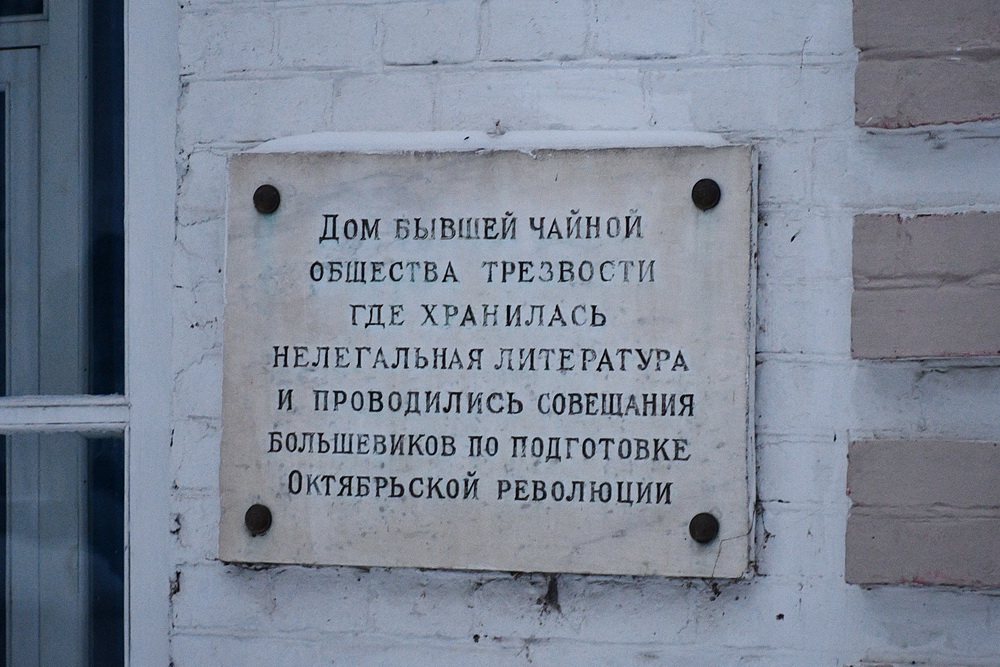 Дом бывшей чайной
общества трезвости
где хранилась
нелегальная литература
и проводились совещания
большевиков по подготовке
Октябрьской революции